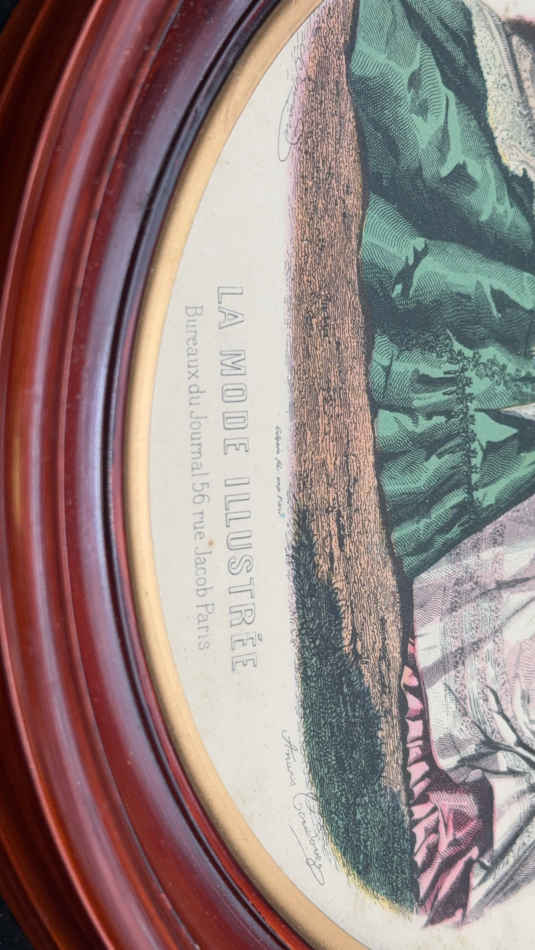 LA MODE ILLUSTRÉE
Bureaux du Journal 56 rue Jacob Paris